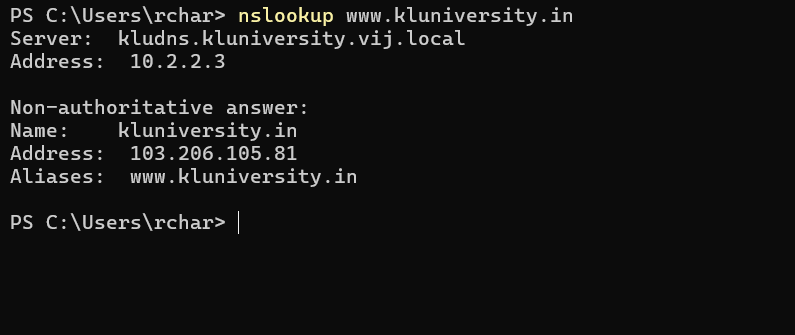 PS C:\Users\rchar> nslookup www.kluniversity.in
Server:  kludns.kluniversity.vij.local
Address:  10.2.2.3
Non-authoritative answer:
Name:    kluniversity.in
Address:  103.206.105.81
Aliases:  www.kluniversity.in
PS C:\Users\rchar>